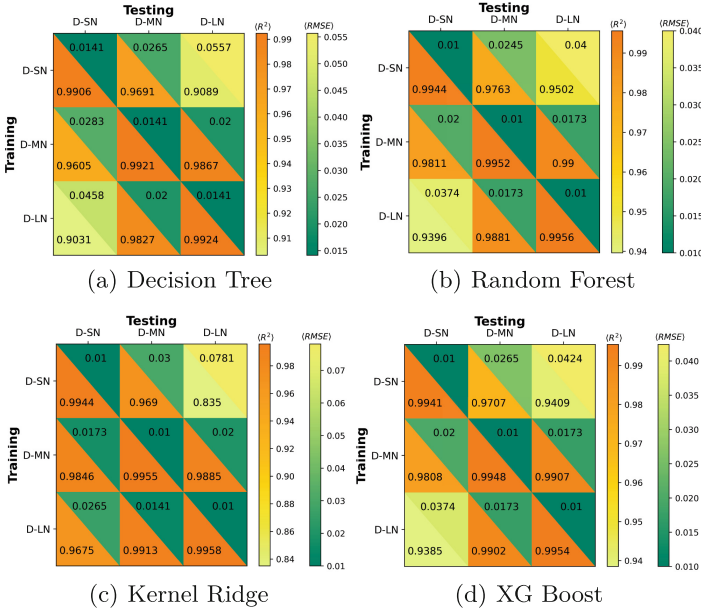 Testing
D-SN D-MN D-LN (R²) (RMSE)
D-SN 0.0141 0.0265 0.0557
0.9906 0.9691 0.9089
D-MN 0.0283 0.0141 0.02
0.9605 0.9921 0.9867
D-LN 0.0458 0.02 0.0141
0.9031 0.9827 0.9924
Training
0.99 0.98 0.97 0.96 0.95 0.94 0.93 0.92 0.91
0.055 0.050 0.045 0.040 0.035 0.030 0.025 0.020 0.015
(a) Decision Tree
Testing
D-SN D-MN D-LN (R²) (RMSE)
D-SN 0.01 0.0245 0.04
0.9944 0.9763 0.9502
D-MN 0.02 0.01 0.0173
0.9811 0.9952 0.99
D-LN 0.0374 0.0173 0.01
0.9396 0.9881 0.9956
Training
0.99 0.98 0.97 0.96 0.95 0.94
0.040 0.035 0.030 0.025 0.020 0.015 0.010
(b) Random Forest
Testing
D-SN D-MN D-LN (R²) (RMSE)
D-SN 0.01 0.03 0.0781
0.9944 0.969 0.835
D-MN 0.0173 0.01 0.02
0.9846 0.9955 0.9885
D-LN 0.0265 0.0141 0.01
0.9675 0.9913 0.9958
Training
0.98 0.96 0.94 0.92 0.90 0.88 0.86 0.84
0.07 0.06 0.05 0.04 0.03 0.02 0.01
(c) Kernel Ridge
Testing
D-SN D-MN D-LN (R²) (RMSE)
D-SN 0.01 0.0265 0.0424
0.9941 0.9707 0.9409
D-MN 0.02 0.01 0.0173
0.9808 0.9948 0.9907
D-LN 0.0374 0.0173 0.01
0.9385 0.9902 0.9954
Training
0.99 0.98 0.97 0.96 0.95 0.94
0.040 0.035 0.030 0.025 0.020 0.015 0.010
(d) XG Boost